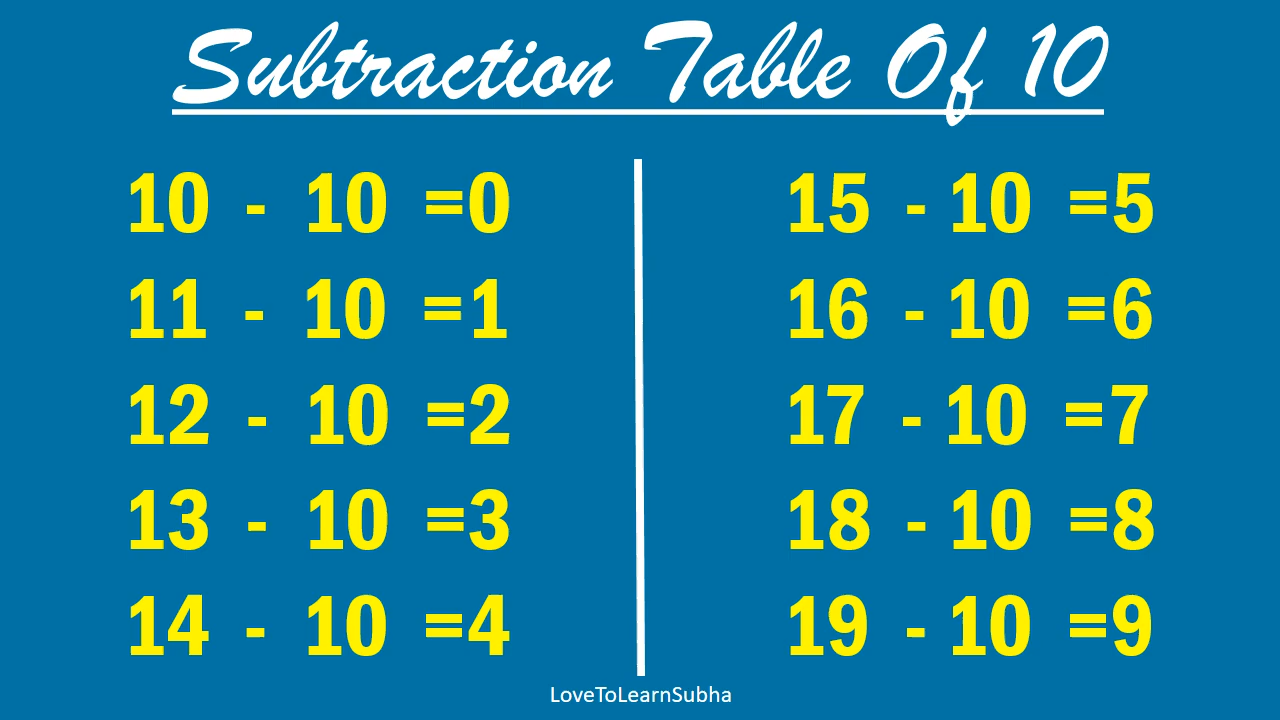 Subtraction Table Of 10
10 - 10 =0
11 - 10 =1
12 - 10 =2
13 - 10 =3
14 - 10 =4
15 - 10 =5
16 - 10 =6
17 - 10 =7
18 - 10 =8
19 - 10 =9
LoveToLearnSubha